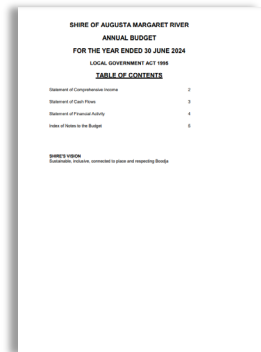 SHIRE OF AUGUSTA MARGARET RIVER
ANNUAL BUDGET
FOR THE YEAR ENDED 30 JUNE 2024
LOCAL GOVERNMENT ACT 1995
TABLE OF CONTENTS
Statement of Comprehensive Income 2
Statement of Cash Flows 3
Statement of Financial Activity 4
Index of Notes to the Budget 5
SHIRE'S VISION
Sustainable, inclusive, connected to place and respecting Boodja